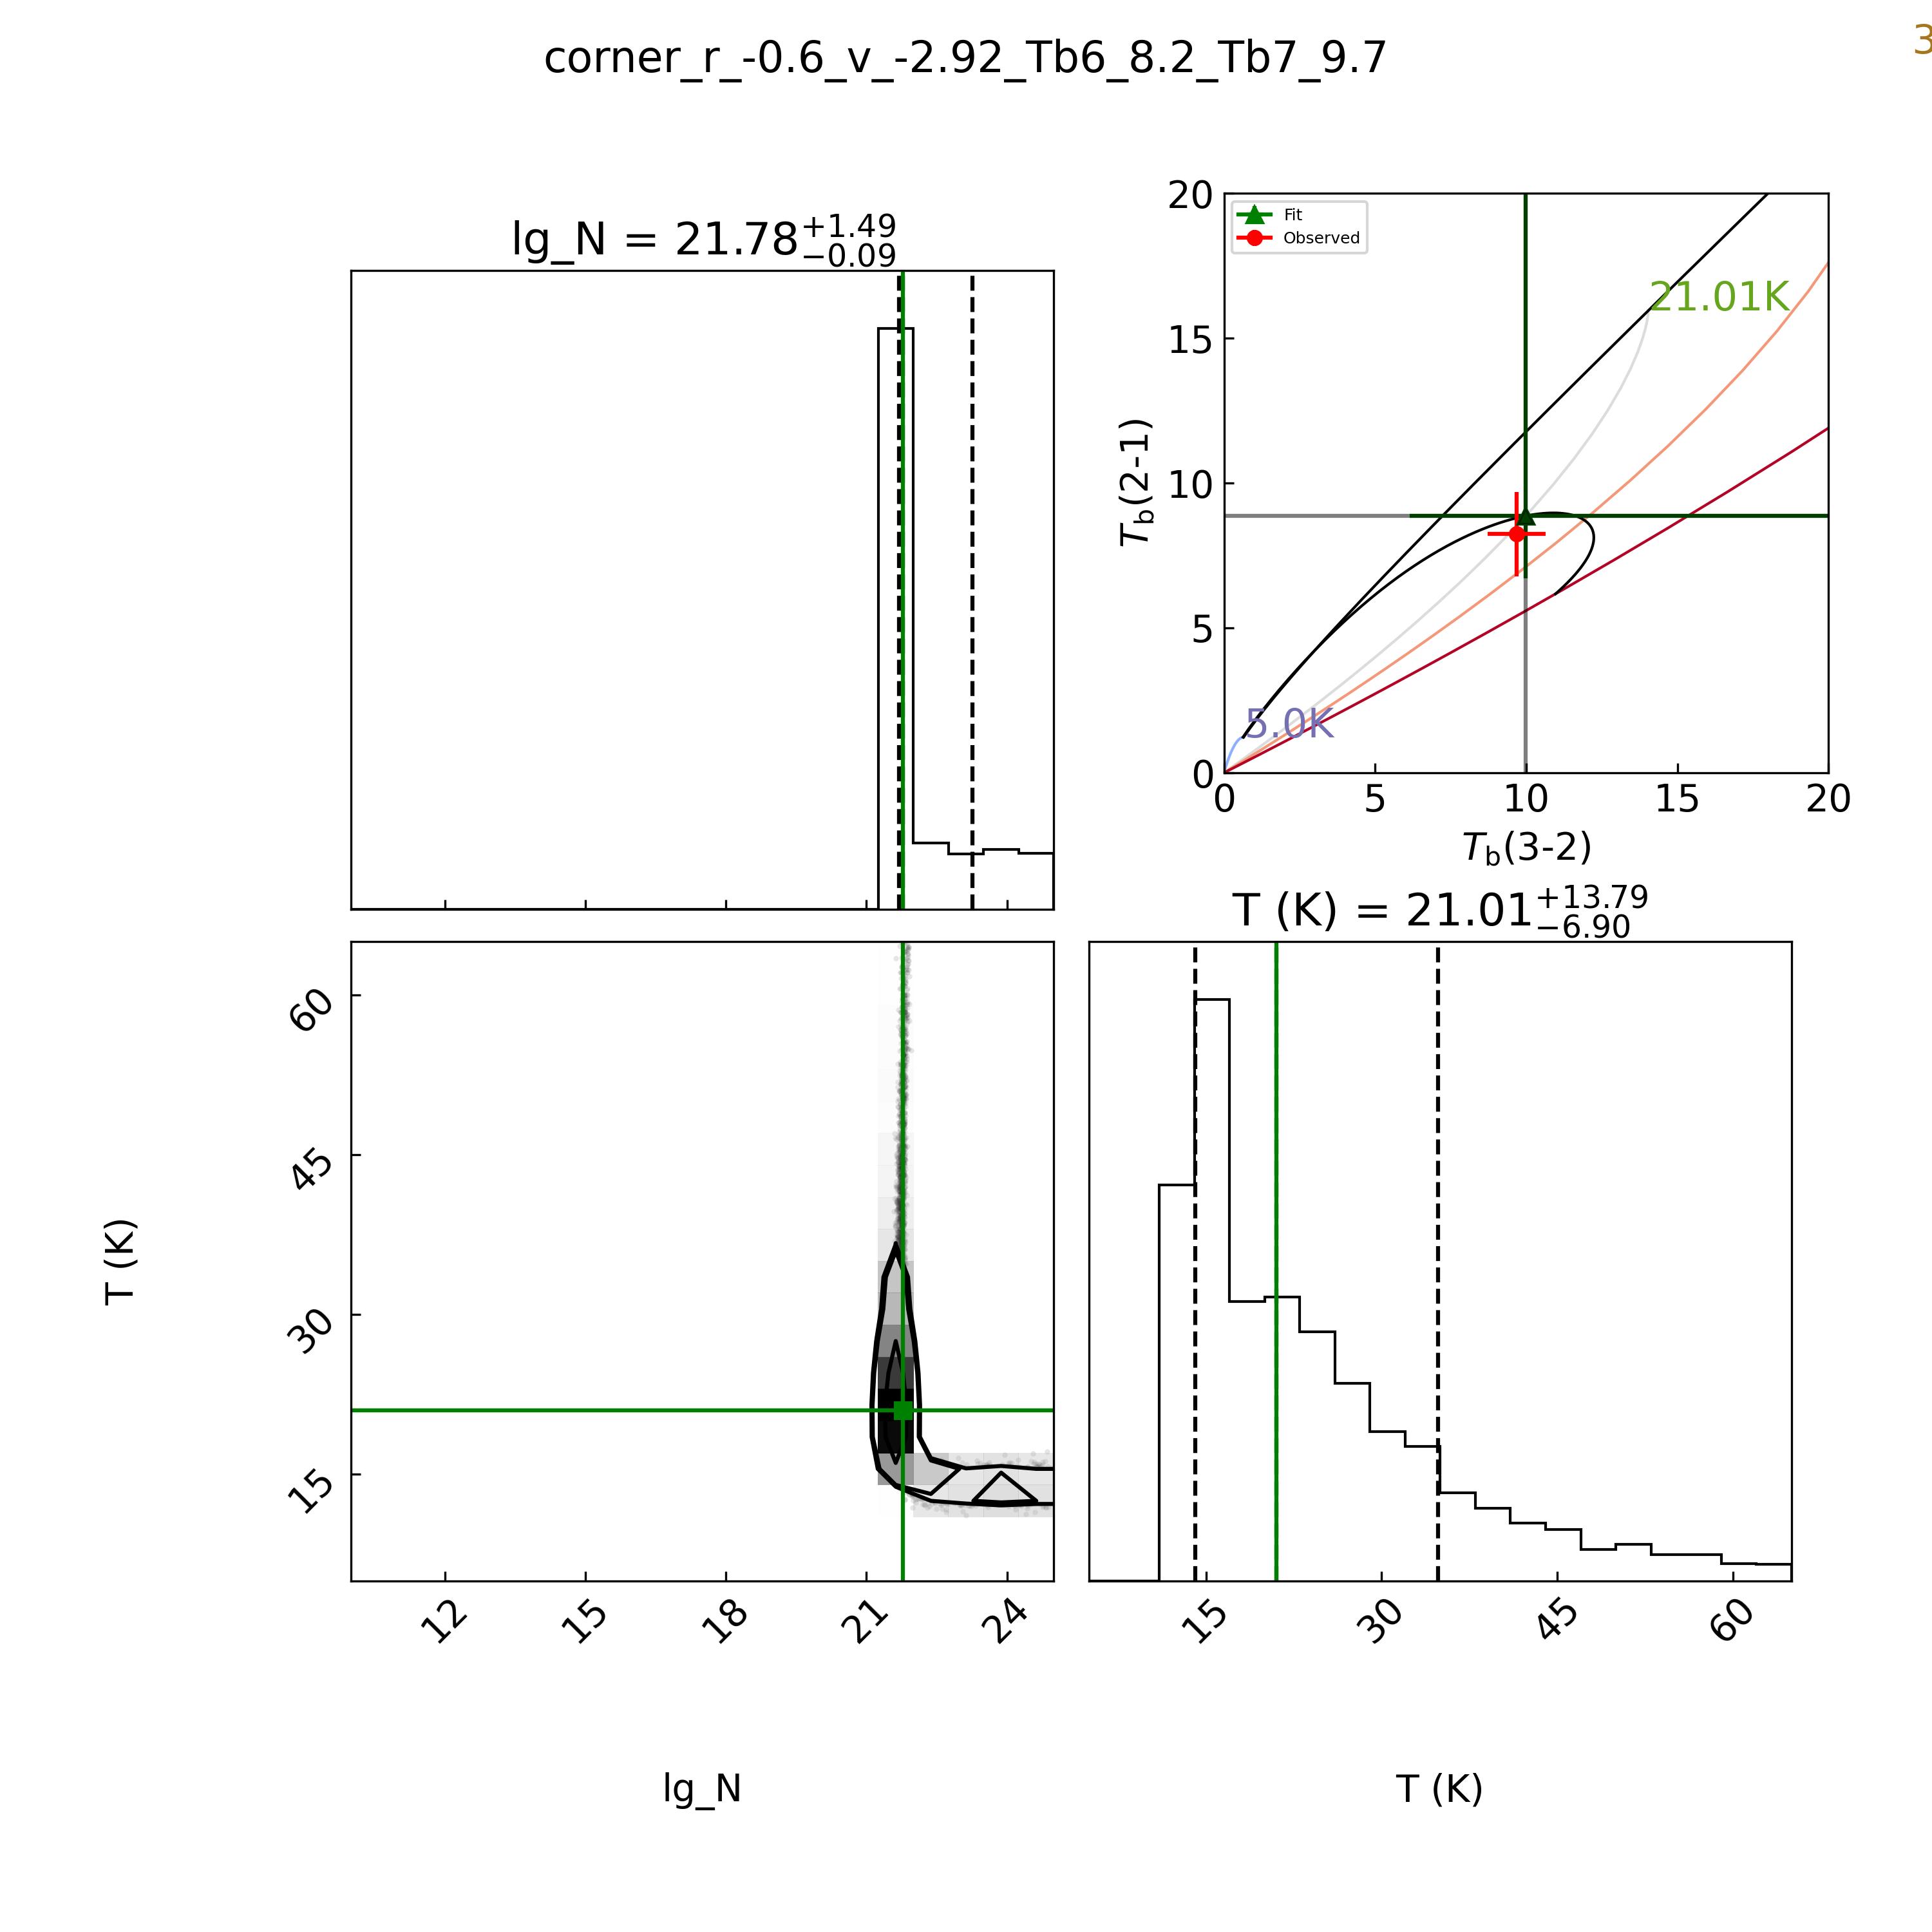 corner_r_-0.6_v_-2.92_Tb6_8.2_Tb7_9.7
3
lg_N = 21.78+1.49 −0.09
20
15
10
5
0
Tb(2-1)
Fit
Observed
21.01K
5.0K
0 5 10 15 20
Tb(3-2)
T (K) = 21.01+13.79 −6.90
60
45
30
15
T (K)
12 15 18 21 24
15 30 45 60
lg_N
T (K)